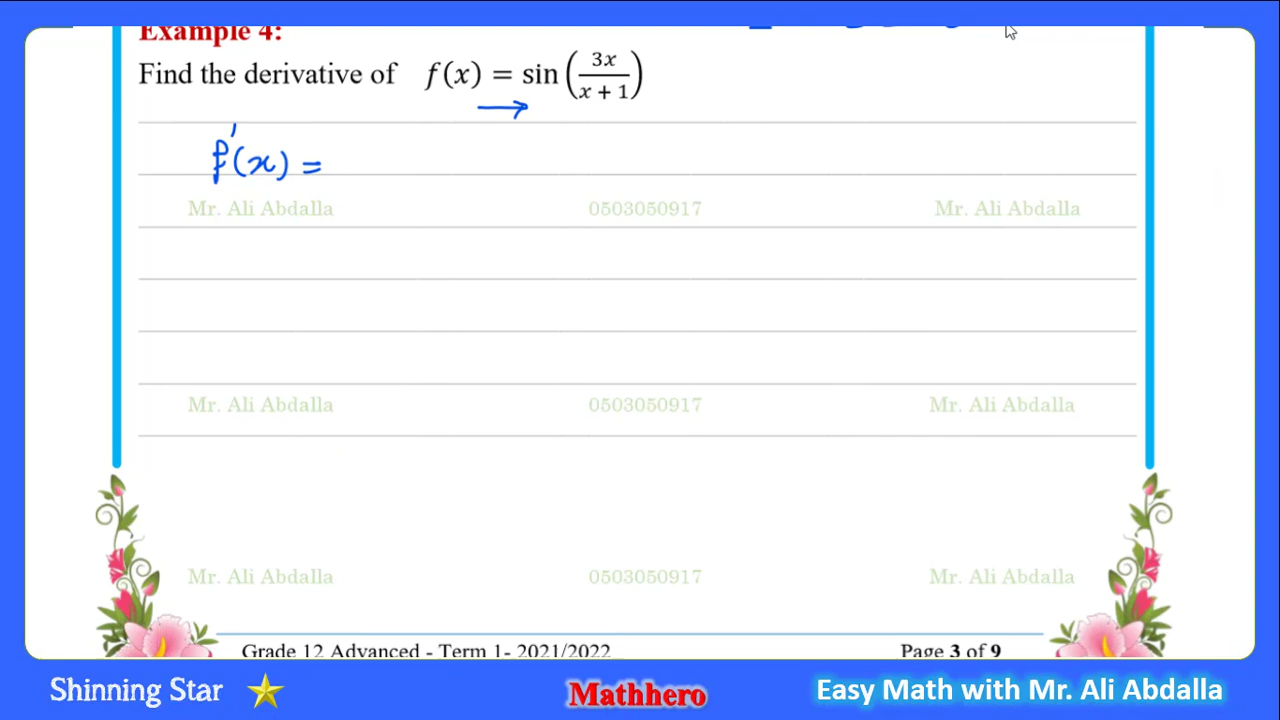 Example 4:
Find the derivative of f(x) = sin(3x/(x + 1))
f'(x) =
Mr. Ali Abdalla 0503050917 Mr. Ali Abdalla
Mr. Ali Abdalla 0503050917 Mr. Ali Abdalla
Mr. Ali Abdalla 0503050917 Mr. Ali Abdalla
Grade 12 Advanced - Term 1- 2021/2022 Page 3 of 9
Shinning Star Mathhero Easy Math with Mr. Ali Abdalla